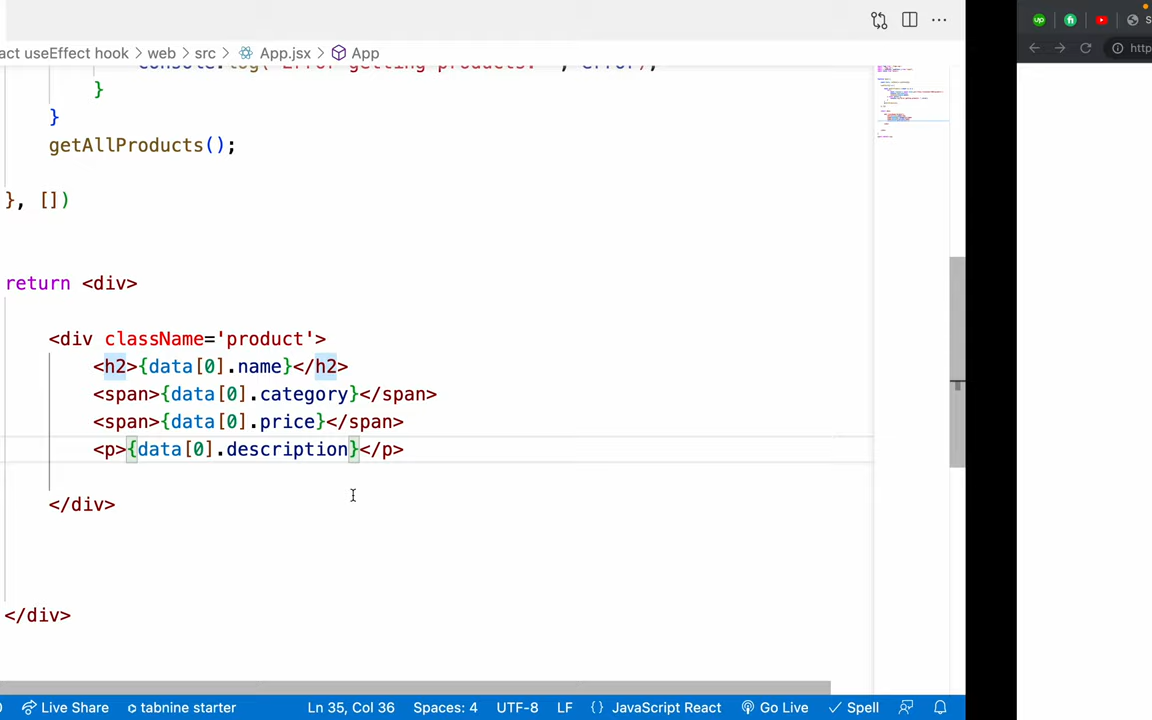 act useEffect hook > web > src > App.jsx > App
console.log( Error getting products: , error);
}
}
getAllProducts();
}, [])
return <div>
<div className='product'>
<h2>{data[0].name}</h2>
<span>{data[0].category}</span>
<span>{data[0].price}</span>
<p>{data[0].description}</p>
</div>
</div>
Live Share
tabnine starter
Ln 35, Col 36
Spaces: 4
UTF-8
LF
{} JavaScript React
Go Live
Spell
up
fi
S
http